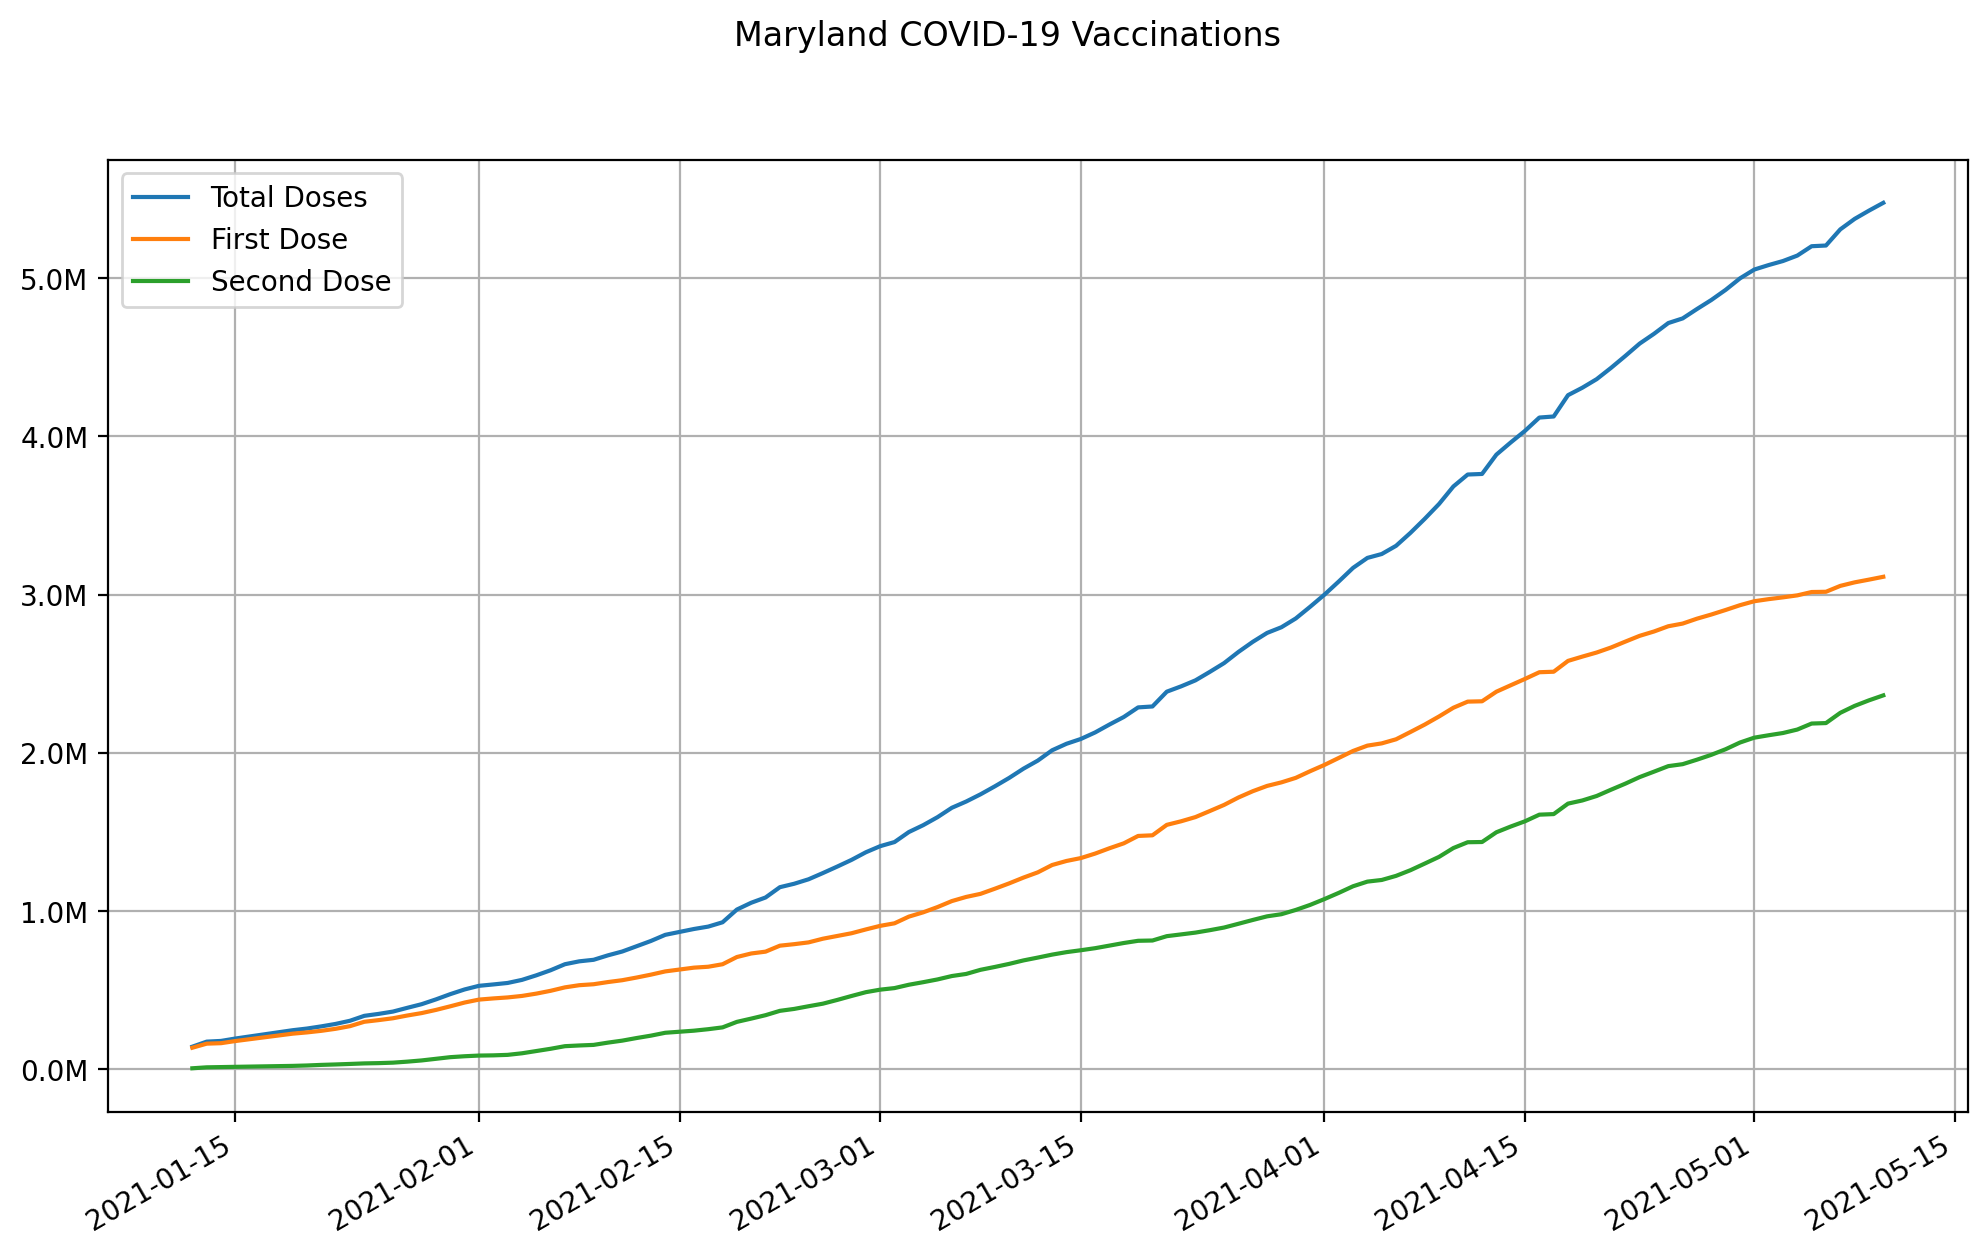 Maryland COVID-19 Vaccinations
Total Doses
First Dose
Second Dose
5.0M
4.0M
3.0M
2.0M
1.0M
0.0M
2021-01-15
2021-02-01
2021-02-15
2021-03-01
2021-03-15
2021-04-01
2021-04-15
2021-05-01
2021-05-15